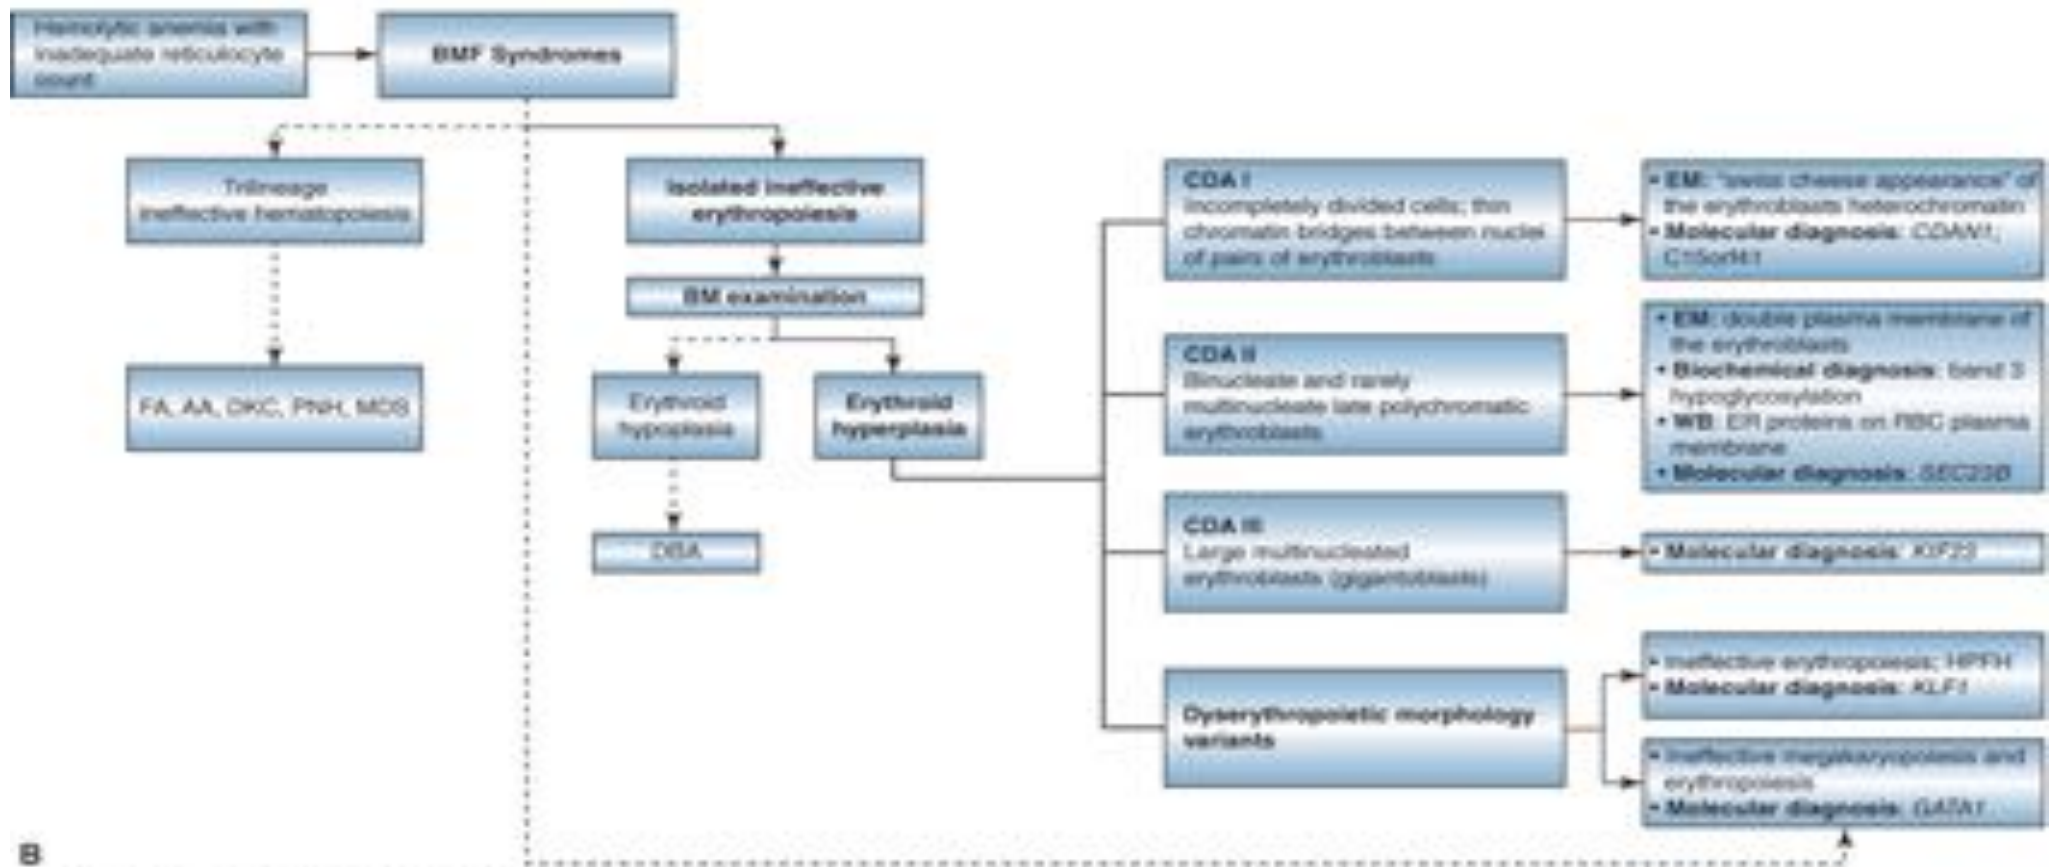 Hemolytic anemia with
inadequate reticulocyte
count
BMF Syndromes
Trilineage
ineffective hematopoiesis
FA, AA, DKC, PNH, MDS
Isolated ineffective
erythropoiesis
BM examination
Erythroid
hypoplasia
DBA
Erythroid
hyperplasia
CDA I
Incompletely divided cells; thin
chromatin bridges between nuclei
of pairs of erythroblasts
• EM: "swiss cheese appearance" of
the erythroblasts heterochromatin
• Molecular diagnosis: CDAN1;
C15orf41
CDA II
Binucleate and rarely
multinucleate late polychromatic
erythroblasts
• EM: double plasma membrane of
the erythroblasts
• Biochemical diagnosis: band 3
hypoglycosylation
• WB: ER proteins on RBC plasma
membrane
• Molecular diagnosis: SEC23B
CDA III
Large multinucleated
erythroblasts (gigantoblasts)
• Molecular diagnosis: KIF23
Dyserythropoietic morphology
variants
• Ineffective erythropoiesis; HPFH
• Molecular diagnosis: KLF1
• Ineffective megakaryopoiesis and
erythropoiesis
• Molecular diagnosis: GATA1
B